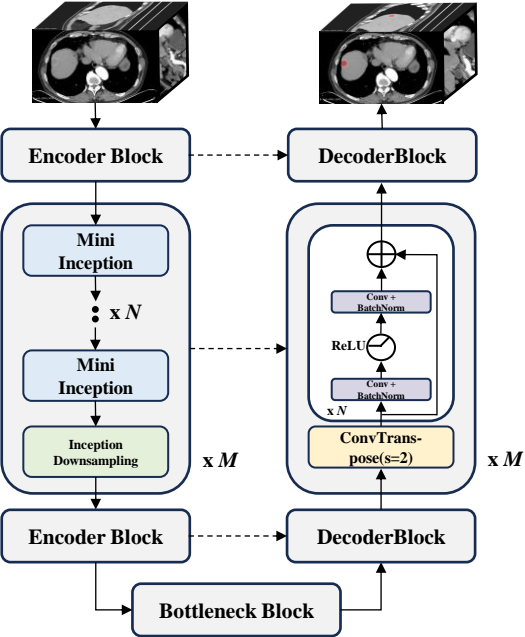 Encoder Block
DecoderBlock
Mini
Inception
x N
Mini
Inception
Inception
Downsampling
x M
Conv +
BatchNorm
ReLU
Conv +
BatchNorm
x N
ConvTrans-
pose(s=2)
x M
Encoder Block
DecoderBlock
Bottleneck Block